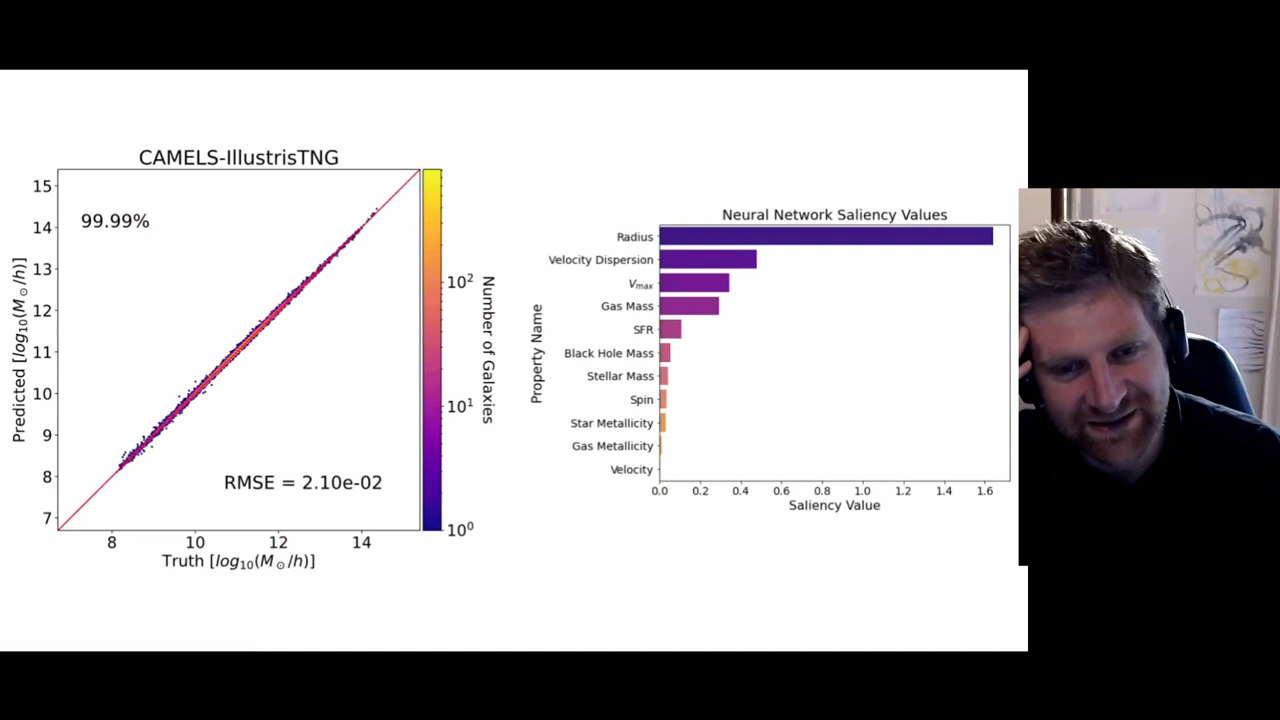 CAMELS-IllustrisTNG
99.99%
RMSE = 2.10e-02
Predicted [log₁₀(M☉/h)]
15
14
13
12
11
10
9
8
7
8 10 12 14
Truth [log₁₀(M☉/h)]
10²
10¹
10⁰
Number of Galaxies
Neural Network Saliency Values
Property Name
Radius
Velocity Dispersion
Vmax
Gas Mass
SFR
Black Hole Mass
Stellar Mass
Spin
Star Metallicity
Gas Metallicity
Velocity
0.0 0.2 0.4 0.6 0.8 1.0 1.2 1.4 1.6
Saliency Value